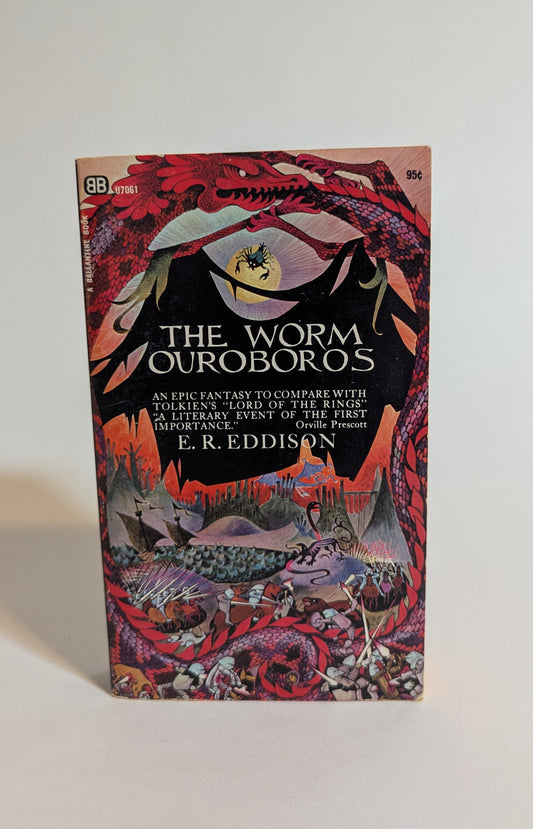 BB
U7061
95¢
A BALLANTINE BOOK
THE WORM
OUROBOROS
AN EPIC FANTASY TO COMPARE WITH
TOLKIEN'S "LORD OF THE RINGS"
"A LITERARY EVENT OF THE FIRST
IMPORTANCE." Orville Prescott
E. R. EDDISON